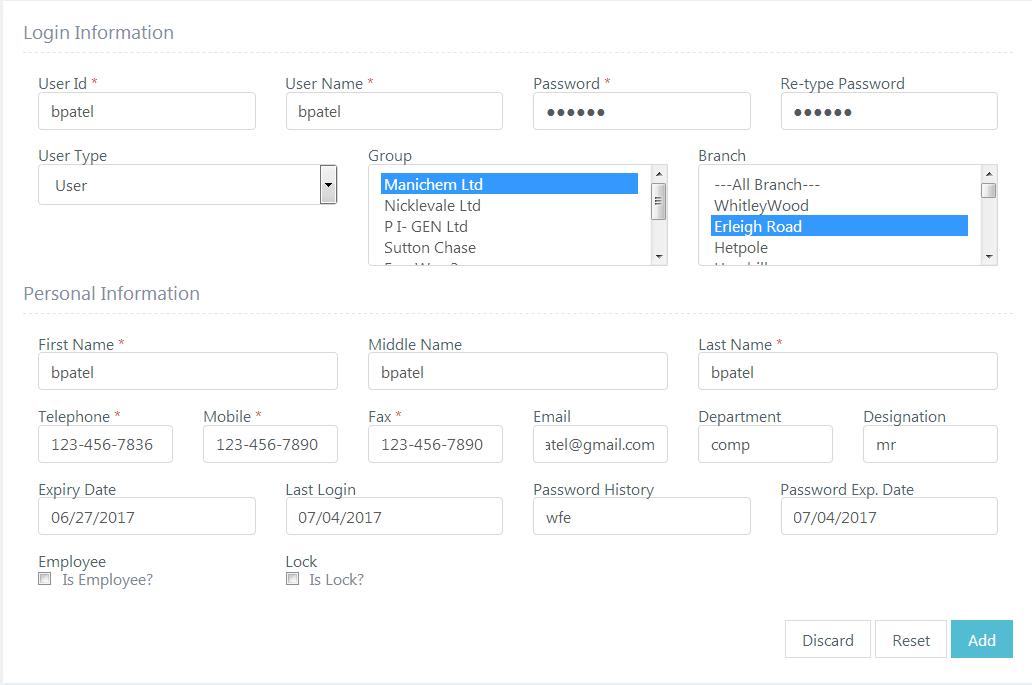 Login Information
User Id * User Name * Password * Re-type Password
bpatel bpatel ●●●●●● ●●●●●●
User Type Group Branch
User
Manichem Ltd
Nicklevale Ltd
P I- GEN Ltd
Sutton Chase
---All Branch---
WhitleyWood
Erleigh Road
Hetpole
Personal Information
First Name * Middle Name Last Name *
bpatel bpatel bpatel
Telephone * Mobile * Fax * Email Department Designation
123-456-7836 123-456-7890 123-456-7890 atel@gmail.com comp mr
Expiry Date Last Login Password History Password Exp. Date
06/27/2017 07/04/2017 wfe 07/04/2017
Employee Lock
Is Employee? Is Lock?
Discard Reset Add